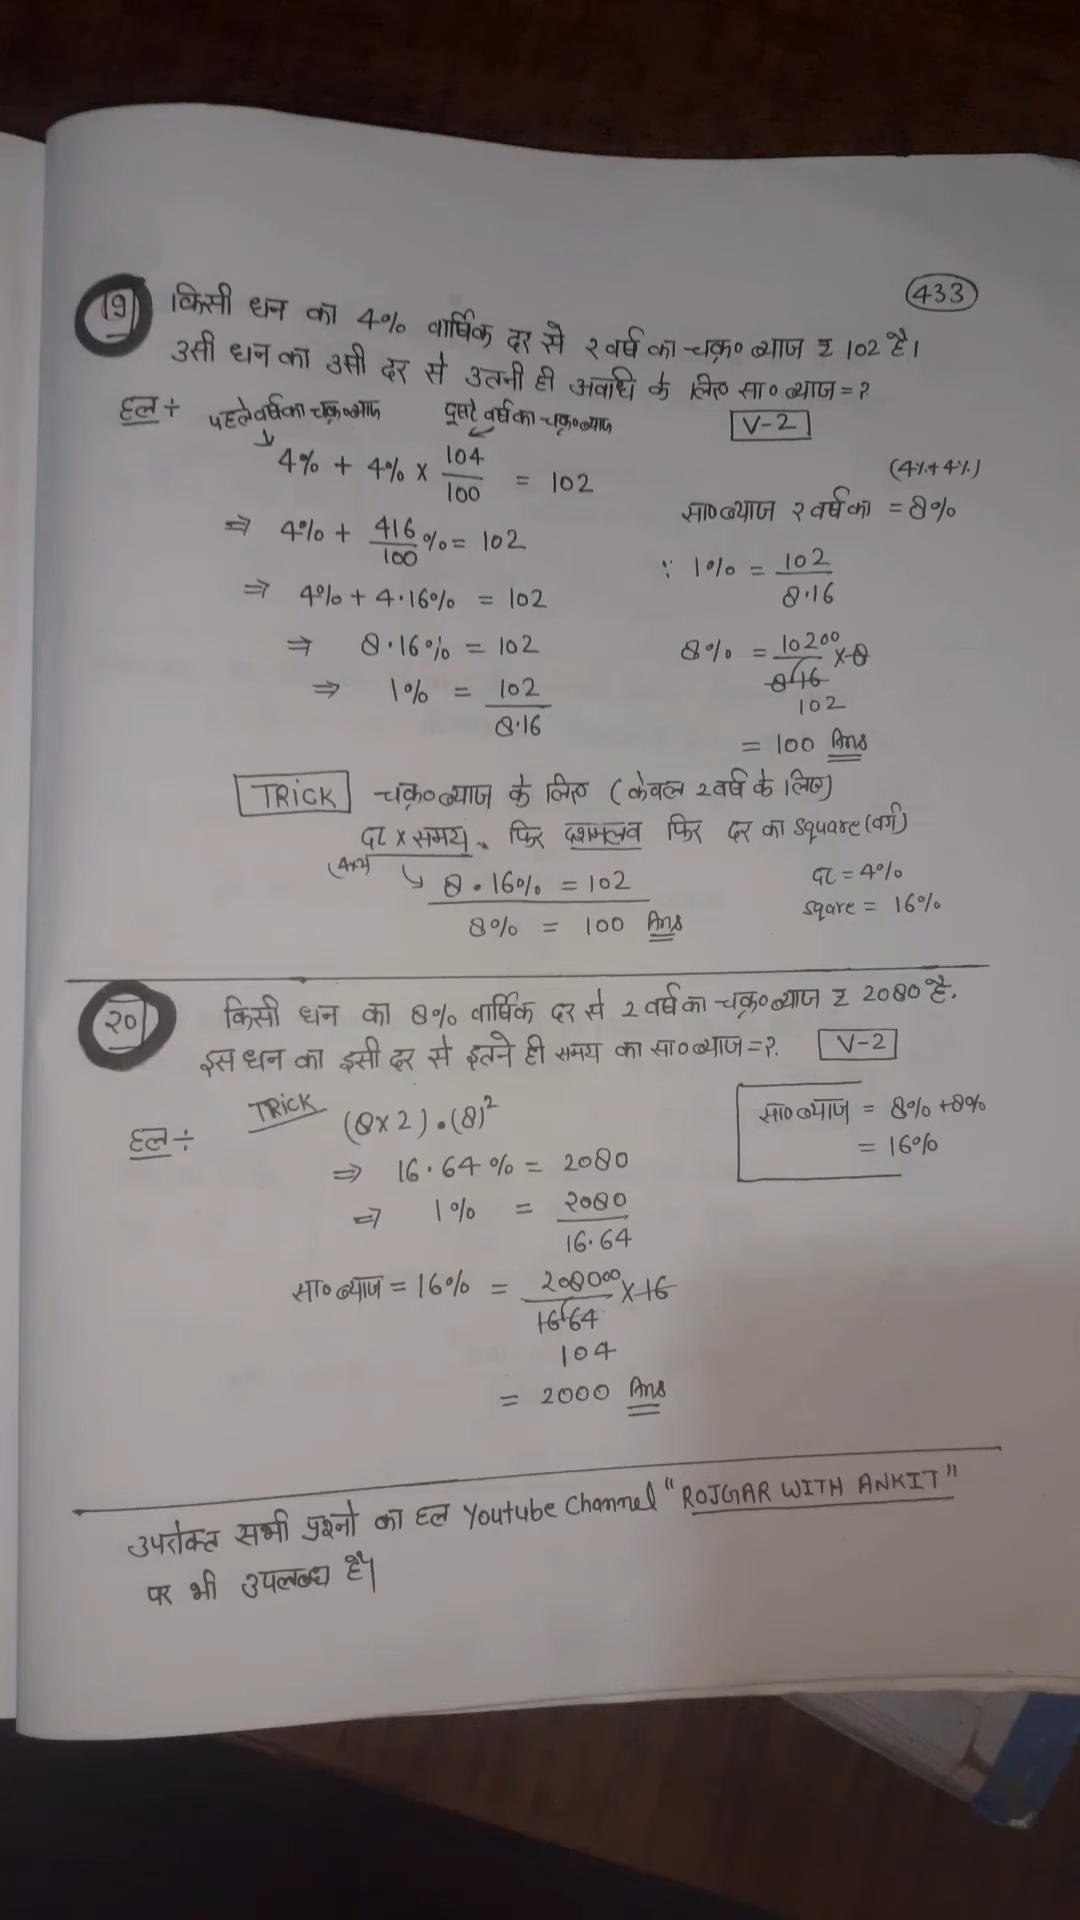 433
19 किसी धन का 4% वार्षिक दर से 2 वर्ष का चक्र० ब्याज ₹ 102 है।
उसी धन का उसी दर से उतनी ही अवधि के लिए सा० ब्याज = ?
हल ÷ पहले वर्ष का चक्र० ब्याज दूसरे वर्ष का चक्र० ब्याज V-2
4% + 4% × 104/100 = 102
(4%+4%)
सा० ब्याज 2 वर्ष का = 8%
⇒ 4% + 416/100 % = 102
∵ 1% = 102/8.16
⇒ 4% + 4.16% = 102
⇒ 8.16% = 102
8% = 10200/816 × 8
102
⇒ 1% = 102/8.16
= 100 Ans
TRICK चक्र० ब्याज के लिए (केवल 2 वर्ष के लिए)
दर × समय . फिर दशमलव फिर दर का square (वर्ग)
(4×2)
8.16% = 102
दर = 4%
sqare = 16%
8% = 100 Ans
20 किसी धन का 8% वार्षिक दर से 2 वर्ष का चक्र० ब्याज ₹ 2080 है.
इस धन का इसी दर से इतने ही समय का सा० ब्याज = ?. V-2
हल ÷ TRICK (8×2).(8)²
सा० ब्याज = 8% + 8%
= 16%
⇒ 16.64% = 2080
⇒ 1% = 2080/16.64
सा० ब्याज = 16% = 208000/1664 × 16
104
= 2000 Ans
उपरोक्त सभी प्रश्नो का हल Youtube Channel "ROJGAR WITH ANKIT"
पर भी उपलब्ध है।